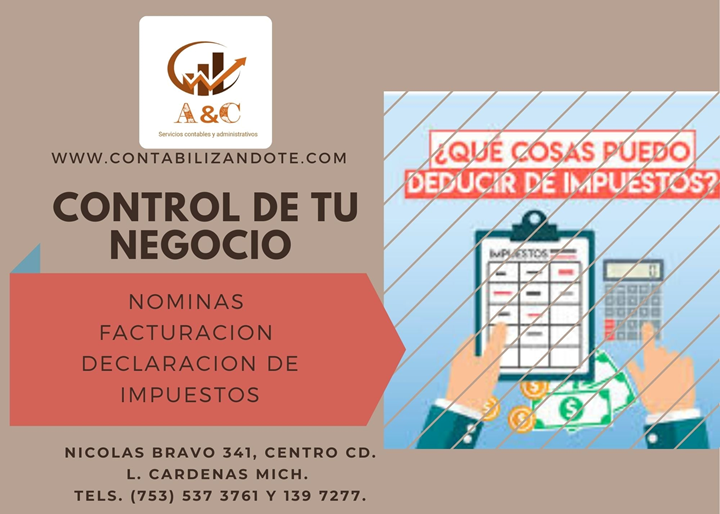 A&C
Servicios contables y administrativos
WWW.CONTABILIZANDOTE.COM
CONTROL DE TU
NEGOCIO
NOMINAS
FACTURACION
DECLARACION DE
IMPUESTOS
NICOLAS BRAVO 341, CENTRO CD.
L. CARDENAS MICH.
TELS. (753) 537 3761 Y 139 7277.
¿QUÉ COSAS PUEDO
DEDUCIR DE IMPUESTOS?
IMPUESTOS
0